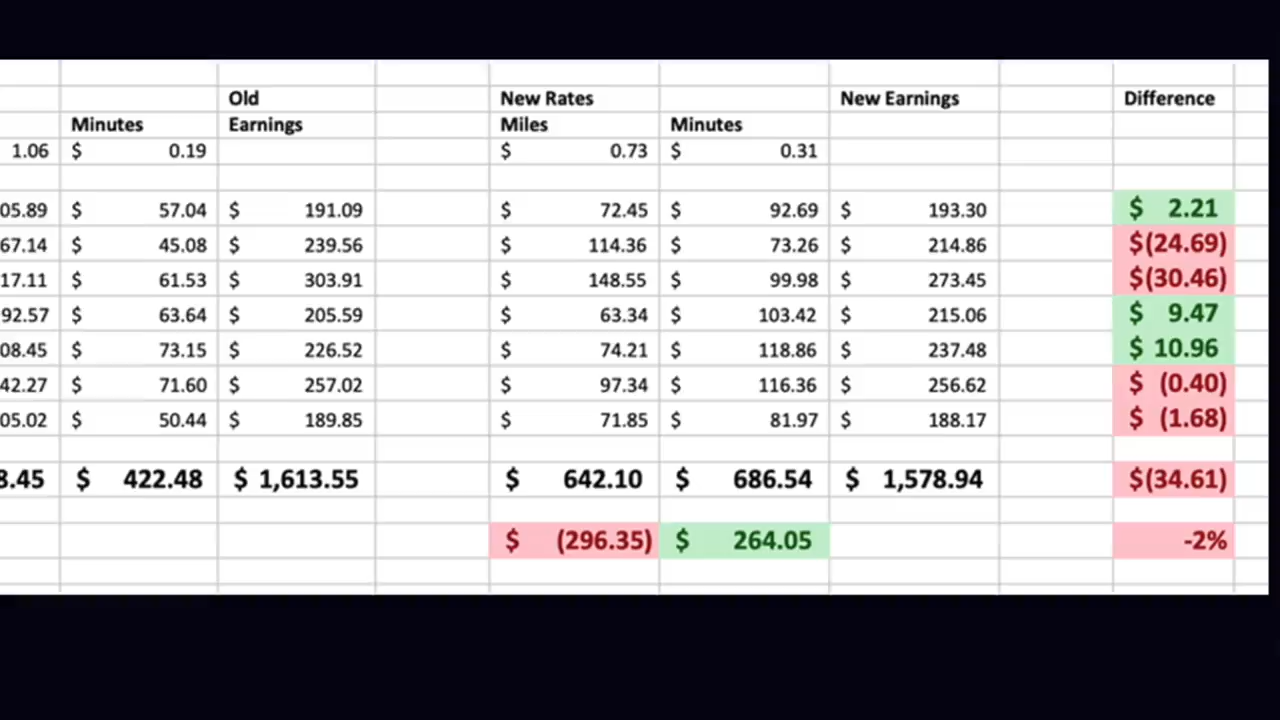 Old New Rates New Earnings Difference
Minutes Earnings Miles Minutes
1.06 $ 0.19 $ 0.73 $ 0.31
05.89 $ 57.04 $ 191.09 $ 72.45 $ 92.69 $ 193.30 $ 2.21
67.14 $ 45.08 $ 239.56 $ 114.36 $ 73.26 $ 214.86 $(24.69)
17.11 $ 61.53 $ 303.91 $ 148.55 $ 99.98 $ 273.45 $(30.46)
92.57 $ 63.64 $ 205.59 $ 63.34 $ 103.42 $ 215.06 $ 9.47
08.45 $ 73.15 $ 226.52 $ 74.21 $ 118.86 $ 237.48 $ 10.96
42.27 $ 71.60 $ 257.02 $ 97.34 $ 116.36 $ 256.62 $ (0.40)
05.02 $ 50.44 $ 189.85 $ 71.85 $ 81.97 $ 188.17 $ (1.68)
8.45 $ 422.48 $ 1,613.55 $ 642.10 $ 686.54 $ 1,578.94 $(34.61)
$ (296.35) $ 264.05 -2%